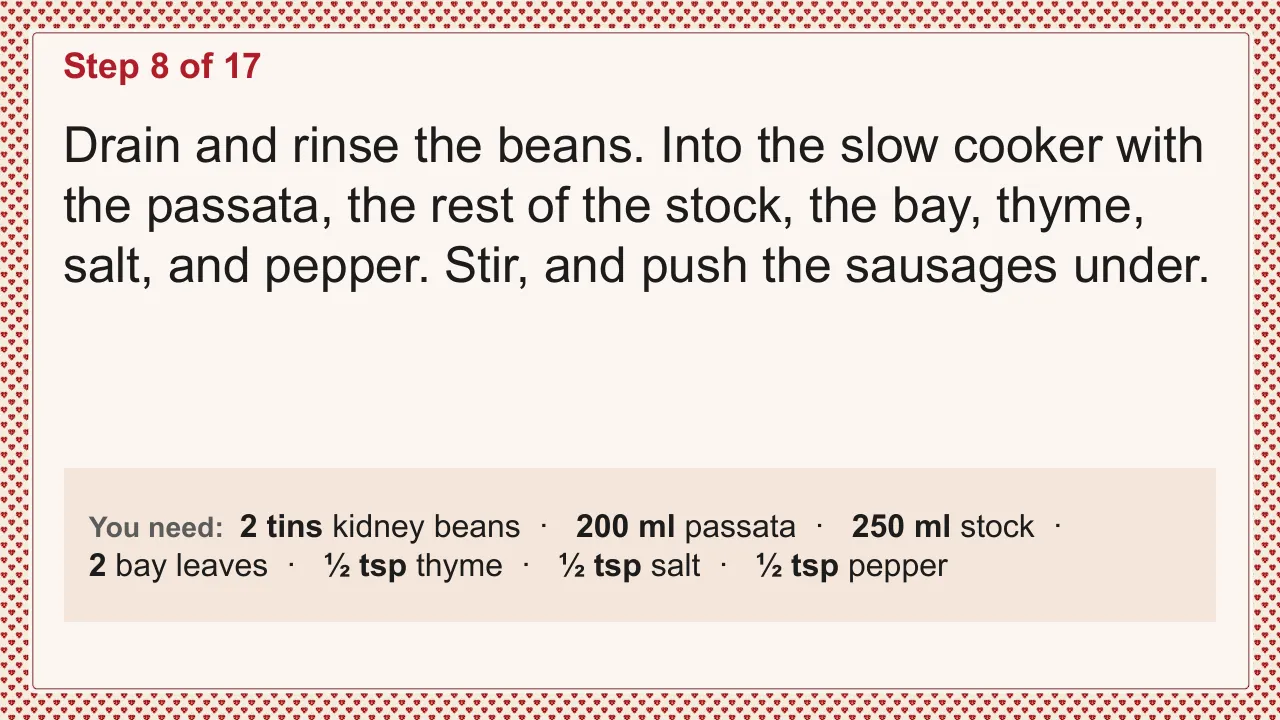 Step 8 of 17
Drain and rinse the beans. Into the slow cooker with
the passata, the rest of the stock, the bay, thyme,
salt, and pepper. Stir, and push the sausages under.
You need: 2 tins kidney beans · 200 ml passata · 250 ml stock ·
2 bay leaves · ½ tsp thyme · ½ tsp salt · ½ tsp pepper